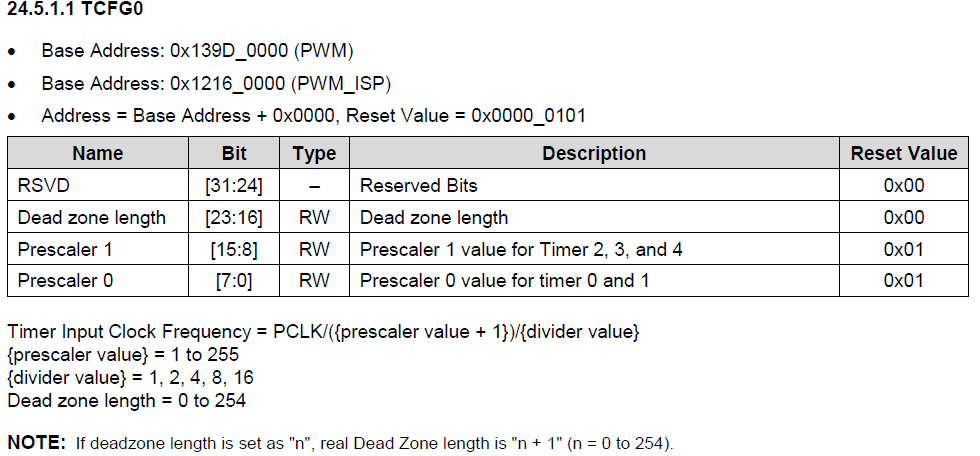 24.5.1.1 TCFG0
• Base Address: 0x139D_0000 (PWM)
• Base Address: 0x1216_0000 (PWM_ISP)
• Address = Base Address + 0x0000, Reset Value = 0x0000_0101
Name Bit Type Description Reset Value
RSVD [31:24] – Reserved Bits 0x00
Dead zone length [23:16] RW Dead zone length 0x00
Prescaler 1 [15:8] RW Prescaler 1 value for Timer 2, 3, and 4 0x01
Prescaler 0 [7:0] RW Prescaler 0 value for timer 0 and 1 0x01
Timer Input Clock Frequency = PCLK/({prescaler value + 1})/{divider value}
{prescaler value} = 1 to 255
{divider value} = 1, 2, 4, 8, 16
Dead zone length = 0 to 254
NOTE: If deadzone length is set as "n", real Dead Zone length is "n + 1" (n = 0 to 254).